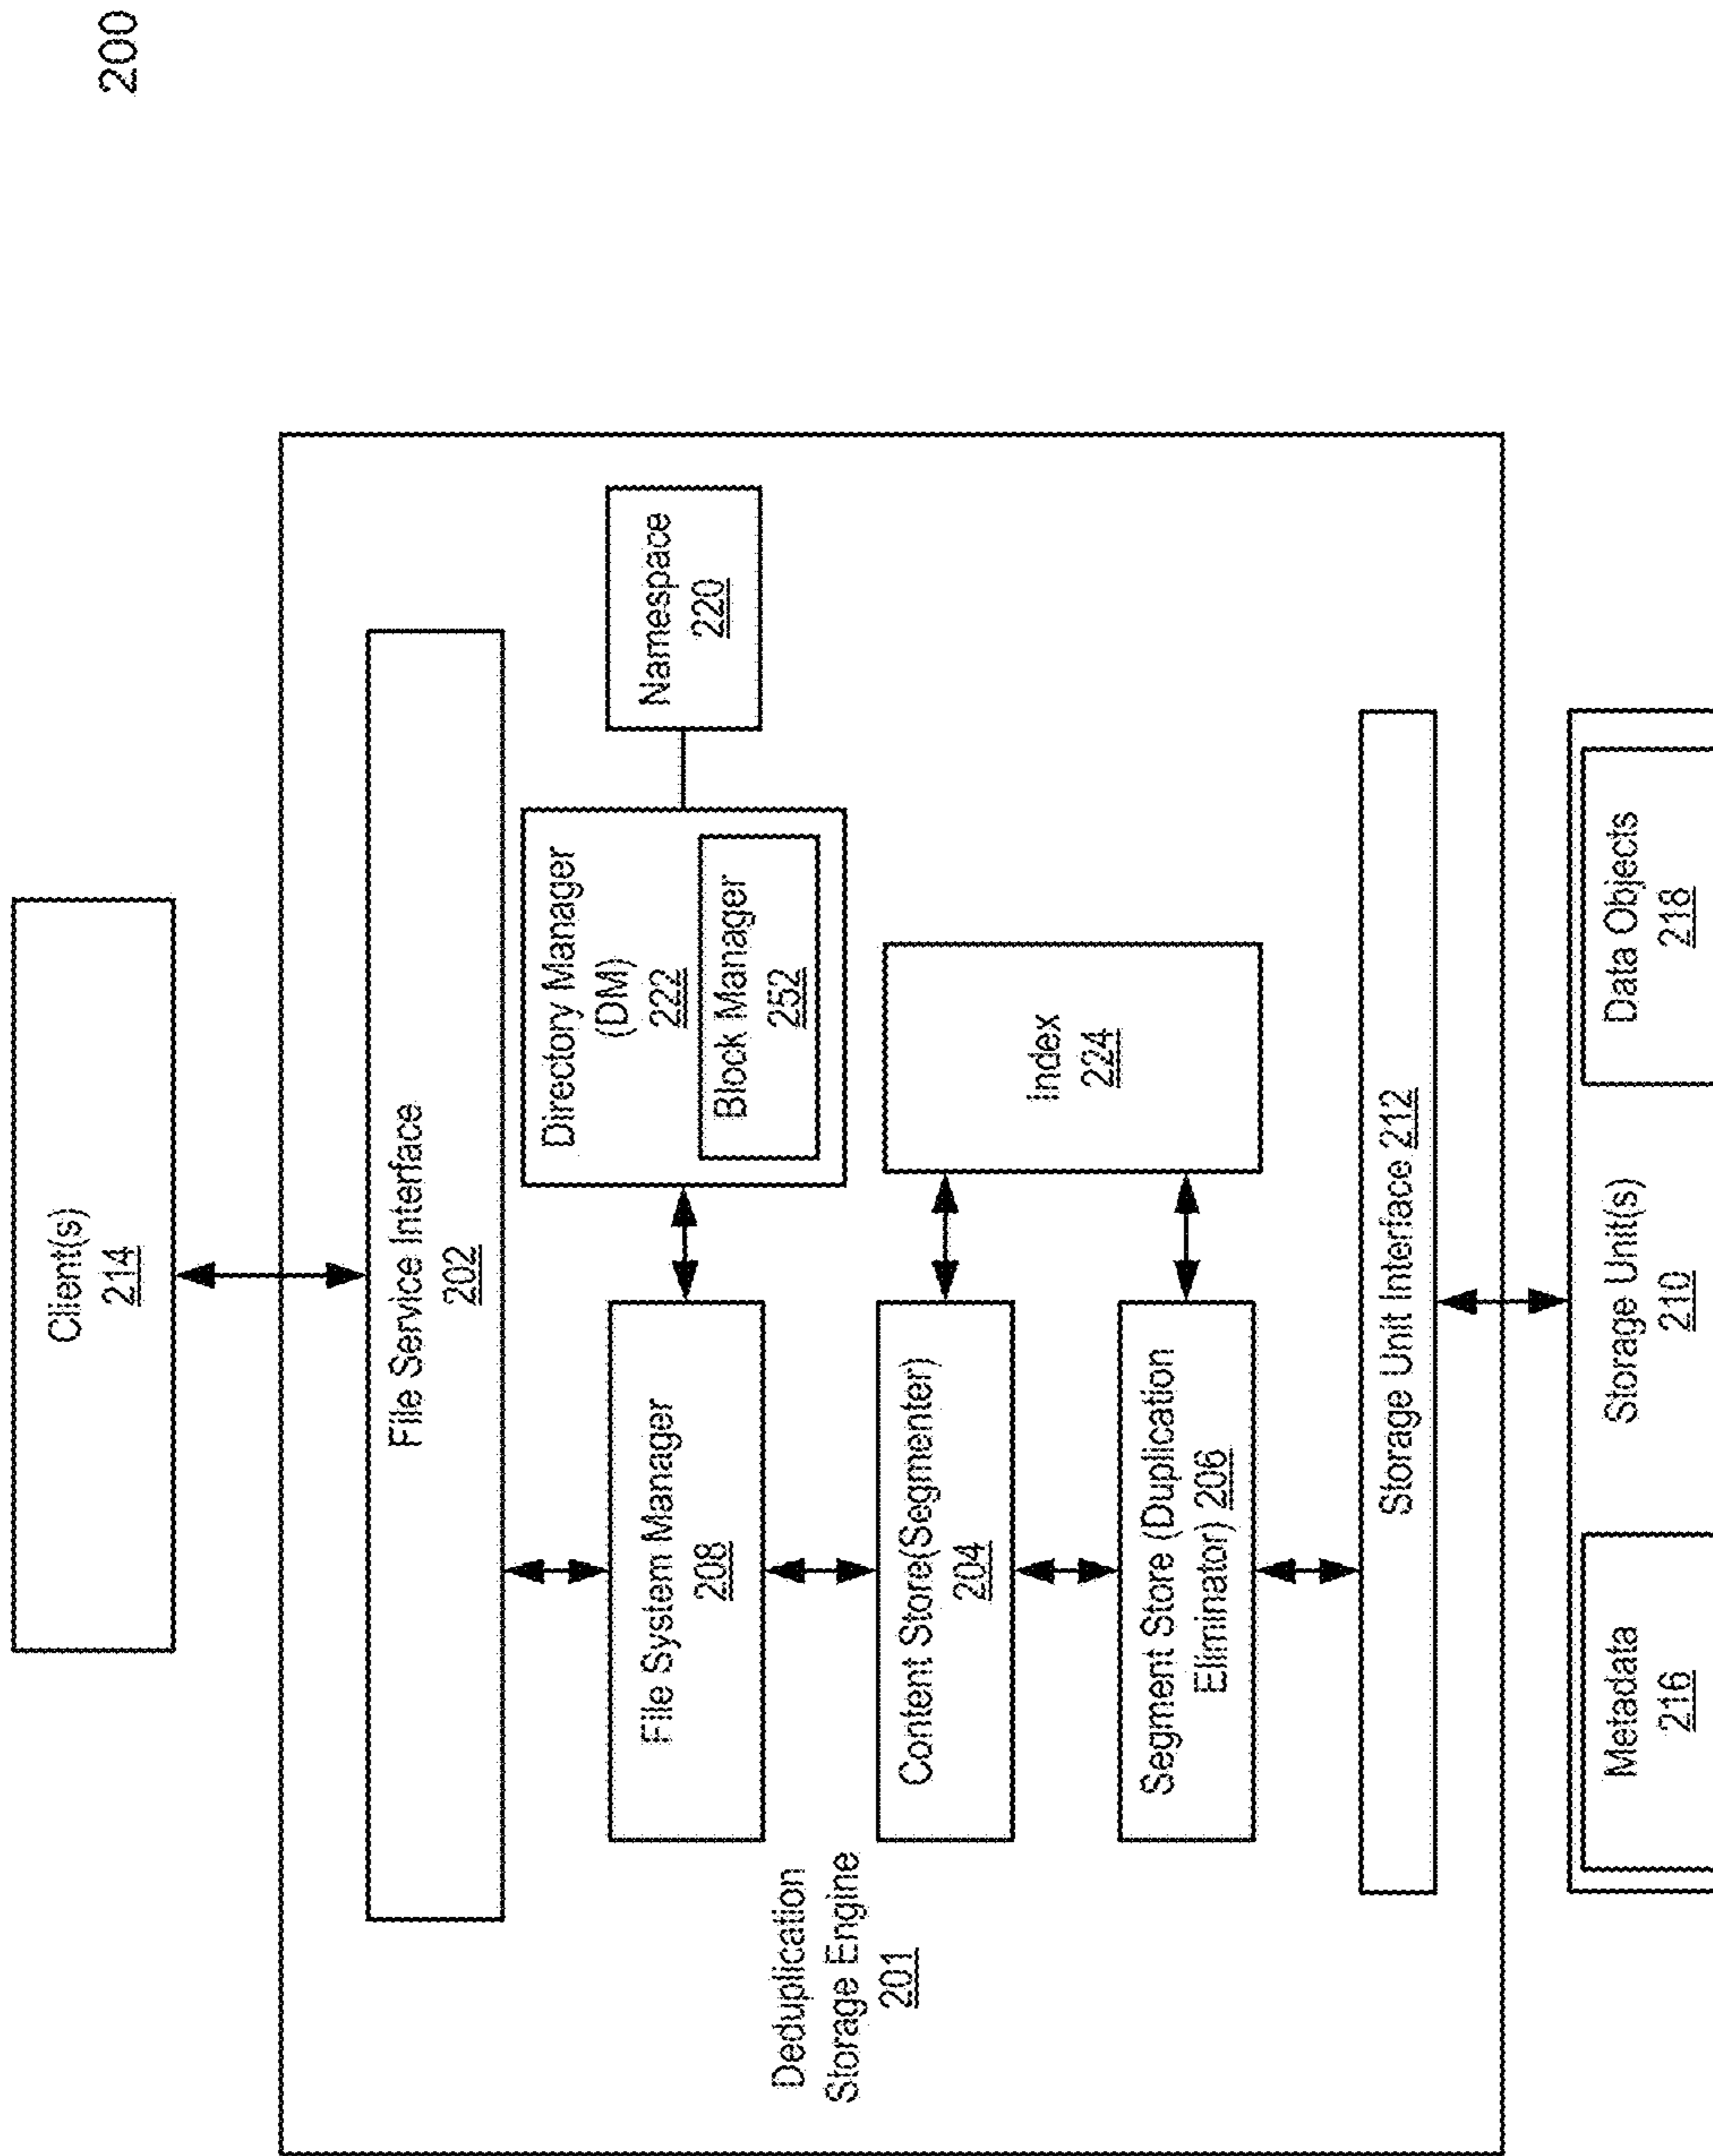 200
Client(s)
214
File Service Interface
202
File System Manager
208
Directory Manager
(DM)
222
Block Manager
252
Namespace
220
Deduplication
Storage Engine
201
Content Store(Segmenter)
204
Index
224
Segment Store (Duplication
Eliminator) 206
Storage Unit Interface 212
Metadata
216
Storage Unit(s)
210
Data Objects
218